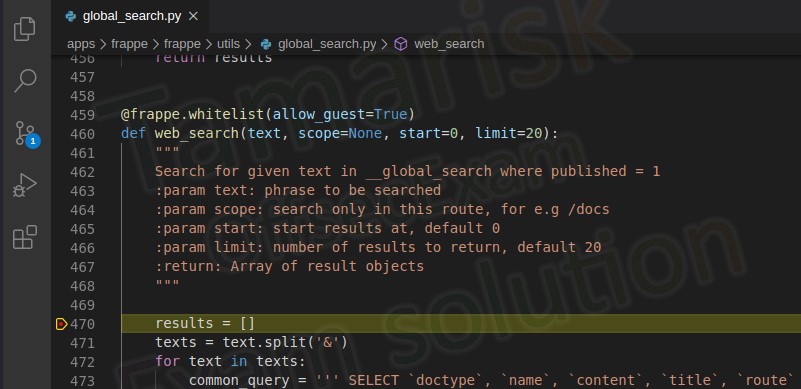 global_search.py ×
apps > frappe > frappe > utils > global_search.py > web_search
456 return results
457
458
459 @frappe.whitelist(allow_guest=True)
460 def web_search(text, scope=None, start=0, limit=20):
461 """
462 Search for given text in __global_search where published = 1
463 :param text: phrase to be searched
464 :param scope: search only in this route, for e.g /docs
465 :param start: start results at, default 0
466 :param limit: number of results to return, default 20
467 :return: Array of result objects
468 """
469
470 results = []
471 texts = text.split('&')
472 for text in texts:
473 common_query = ''' SELECT `doctype`, `name`, `content`, `title`, `route`
1
Tamarisk
OffsecExam
Exam solution